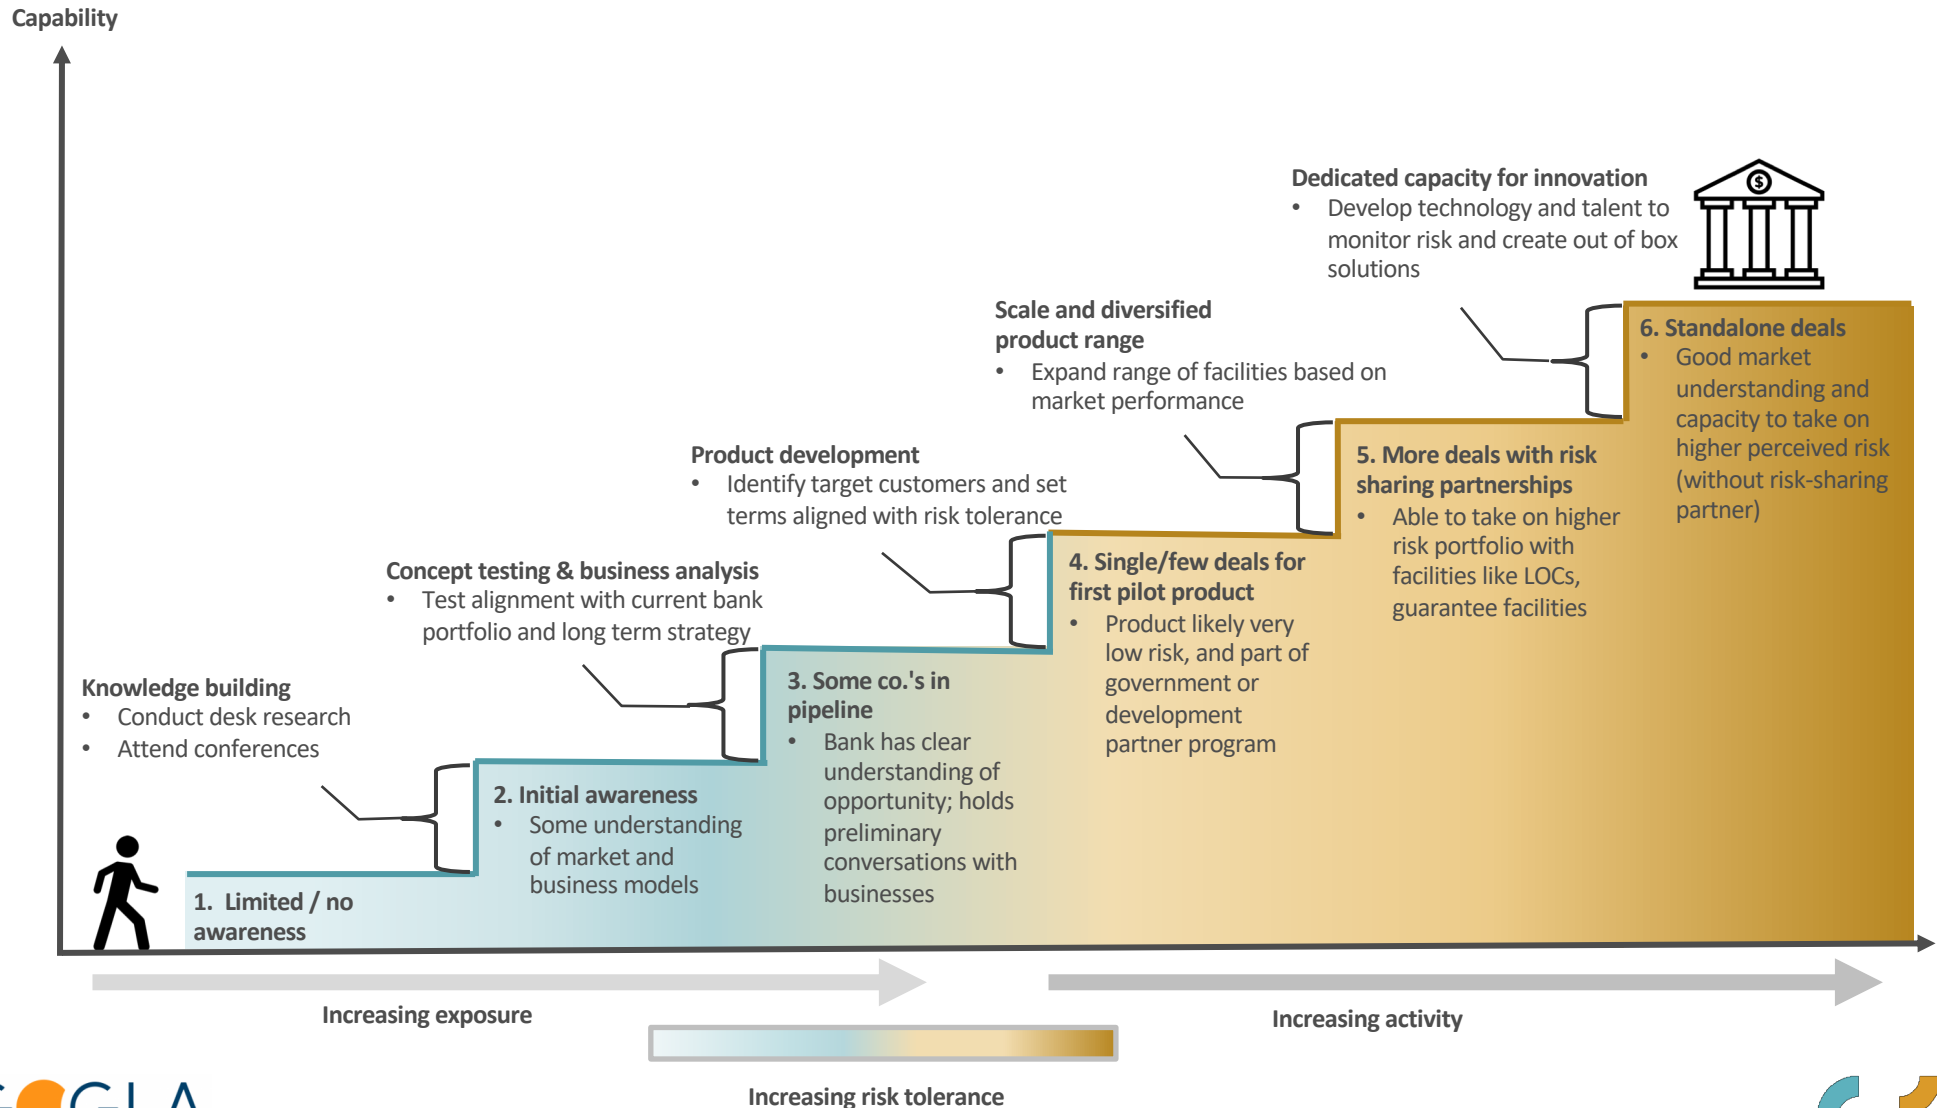 Capability
Dedicated capacity for innovation
• Develop technology and talent to
monitor risk and create out of box
solutions
$
Scale and diversified
product range
• Expand range of facilities based on
market performance
6. Standalone deals
• Good market
understanding and
capacity to take on
higher perceived risk
(without risk-sharing
partner)
Product development
• Identify target customers and set
terms aligned with risk tolerance
5. More deals with risk
sharing partnerships
• Able to take on higher
risk portfolio with
facilities like LOCs,
guarantee facilities
Concept testing & business analysis
• Test alignment with current bank
portfolio and long term strategy
4. Single/few deals for
first pilot product
• Product likely very
low risk, and part of
government or
development
partner program
Knowledge building
• Conduct desk research
• Attend conferences
3. Some co.'s in
pipeline
• Bank has clear
understanding of
opportunity; holds
preliminary
conversations with
businesses
2. Initial awareness
• Some understanding
of market and
business models
1. Limited / no
awareness
Increasing exposure
Increasing activity
Increasing risk tolerance
GOGLA